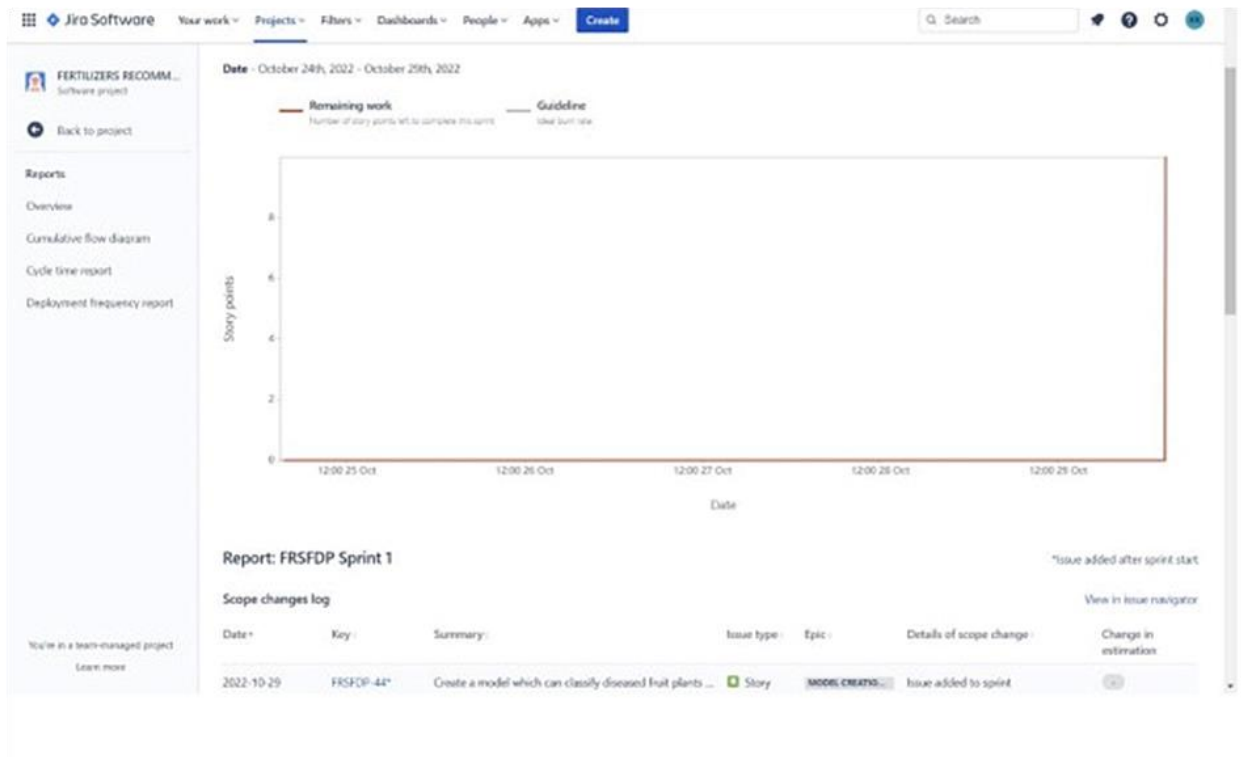 Jira Software Your work Projects Filters Dashboards People Apps Create Search
FERTILIZERS RECOMM...
Software project
Back to project
Reports
Overview
Cumulative flow diagram
Cycle time report
Deployment frequency report
You're in a team-managed project
Learn more
Date - October 24th, 2022 - October 29th, 2022
Remaining work
Number of story points left to complete this sprint
Guideline
Ideal burn rate
Story points
8
6
4
2
0
12:00 25 Oct 12:00 26 Oct 12:00 27 Oct 12:00 28 Oct 12:00 29 Oct
Date
Report: FRSFDP Sprint 1
*Issue added after sprint start
Scope changes log
View in issue navigator
Date Key Summary Issue type Epic Details of scope change Change in
estimation
2022-10-29 FRSFDP-44* Create a model which can classify diseased fruit plants ... Story MODEL CREATIO... Issue added to sprint